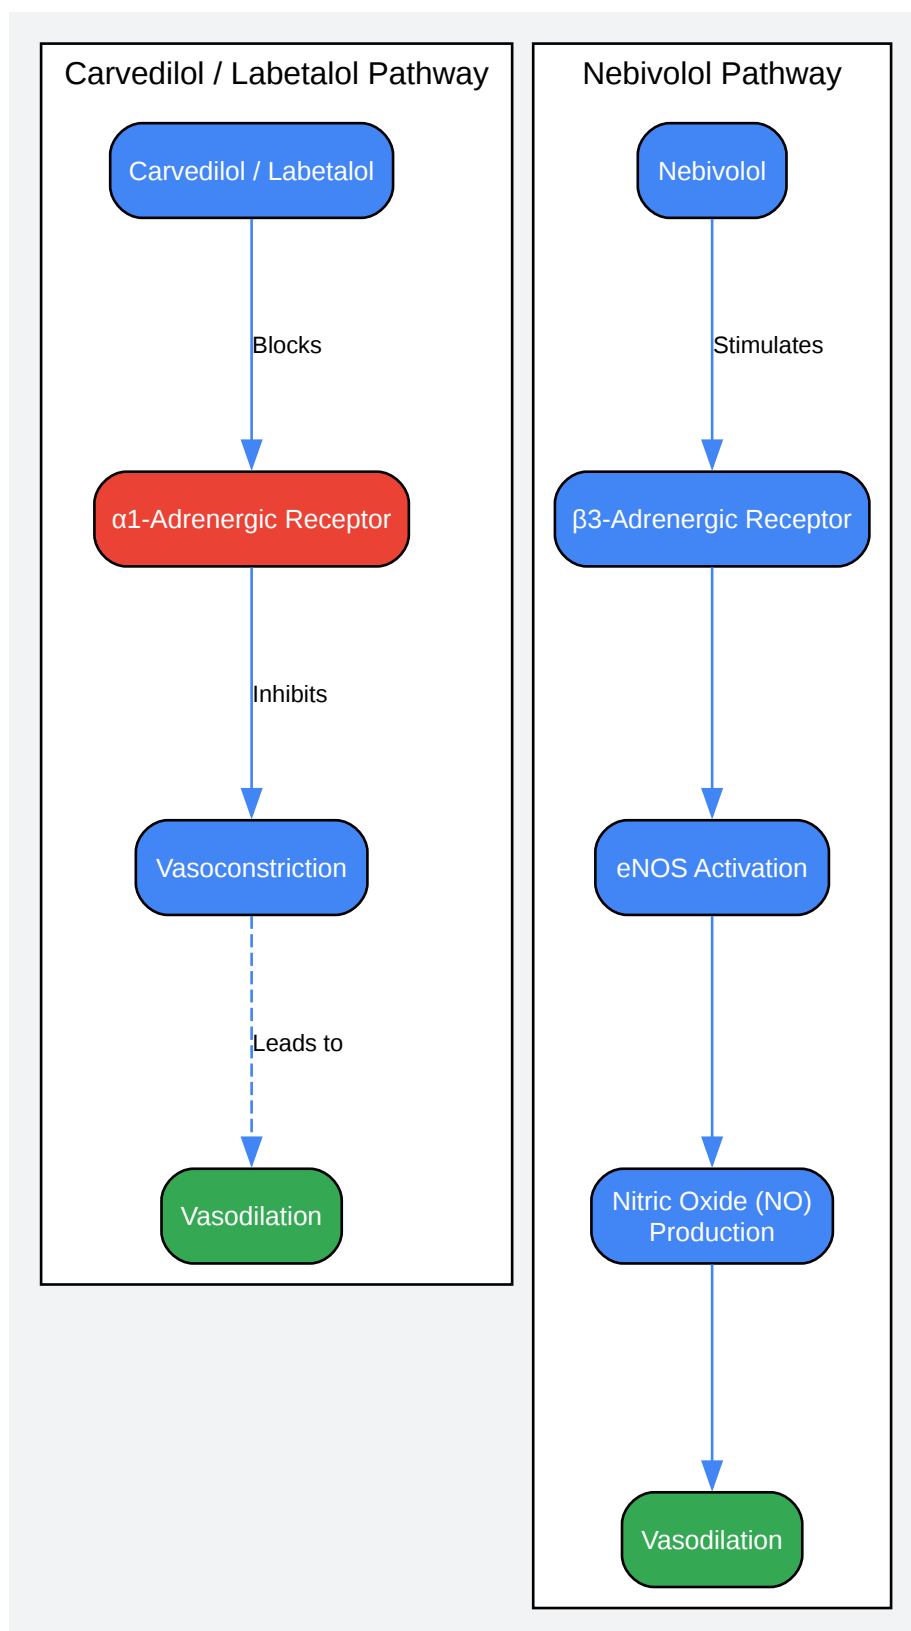 Carvedilol / Labetalol Pathway
Carvedilol / Labetalol
Blocks
α1-Adrenergic Receptor
Inhibits
Vasoconstriction
Leads to
Vasodilation
Nebivolol Pathway
Nebivolol
Stimulates
β3-Adrenergic Receptor
eNOS Activation
Nitric Oxide (NO)
Production
Vasodilation